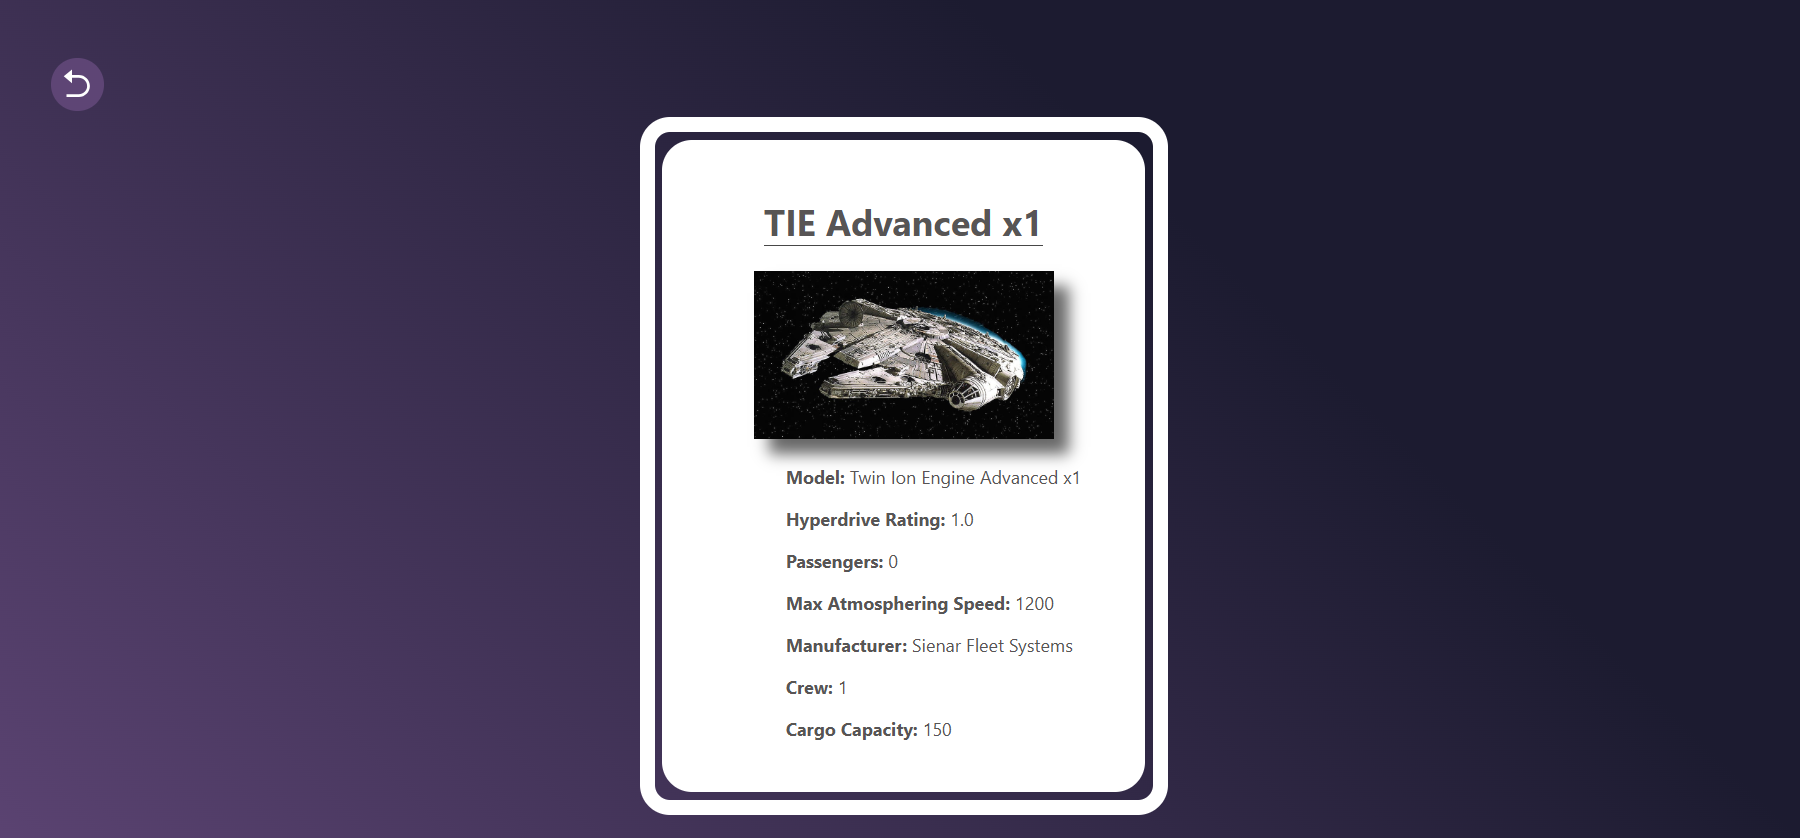 TIE Advanced x1
Model: Twin Ion Engine Advanced x1
Hyperdrive Rating: 1.0
Passengers: 0
Max Atmosphering Speed: 1200
Manufacturer: Sienar Fleet Systems
Crew: 1
Cargo Capacity: 150